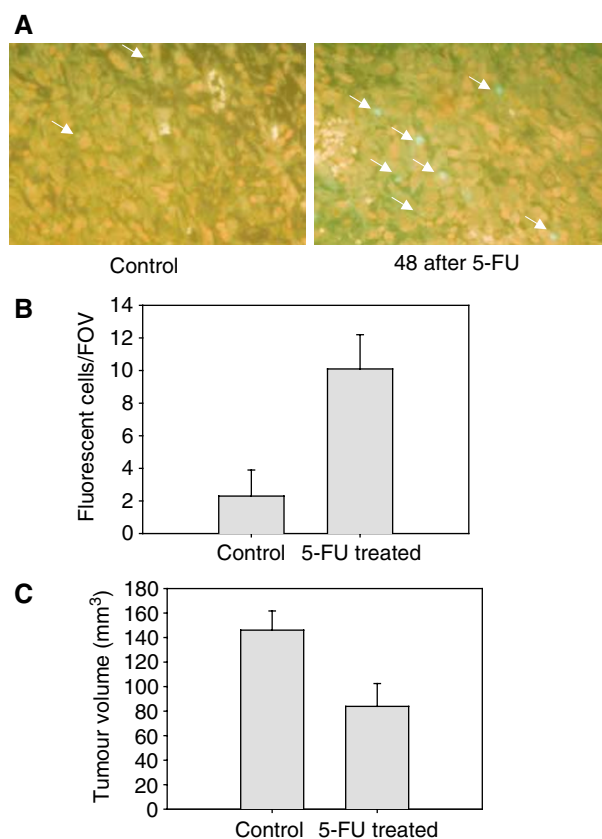 A
Control
48 after 5-FU
B
Fluorescent cells/FOV
14
12
10
8
6
4
2
0
Control 5-FU treated
C
Tumour volume (mm³)
180
160
140
120
100
80
60
40
20
0
Control 5-FU treated